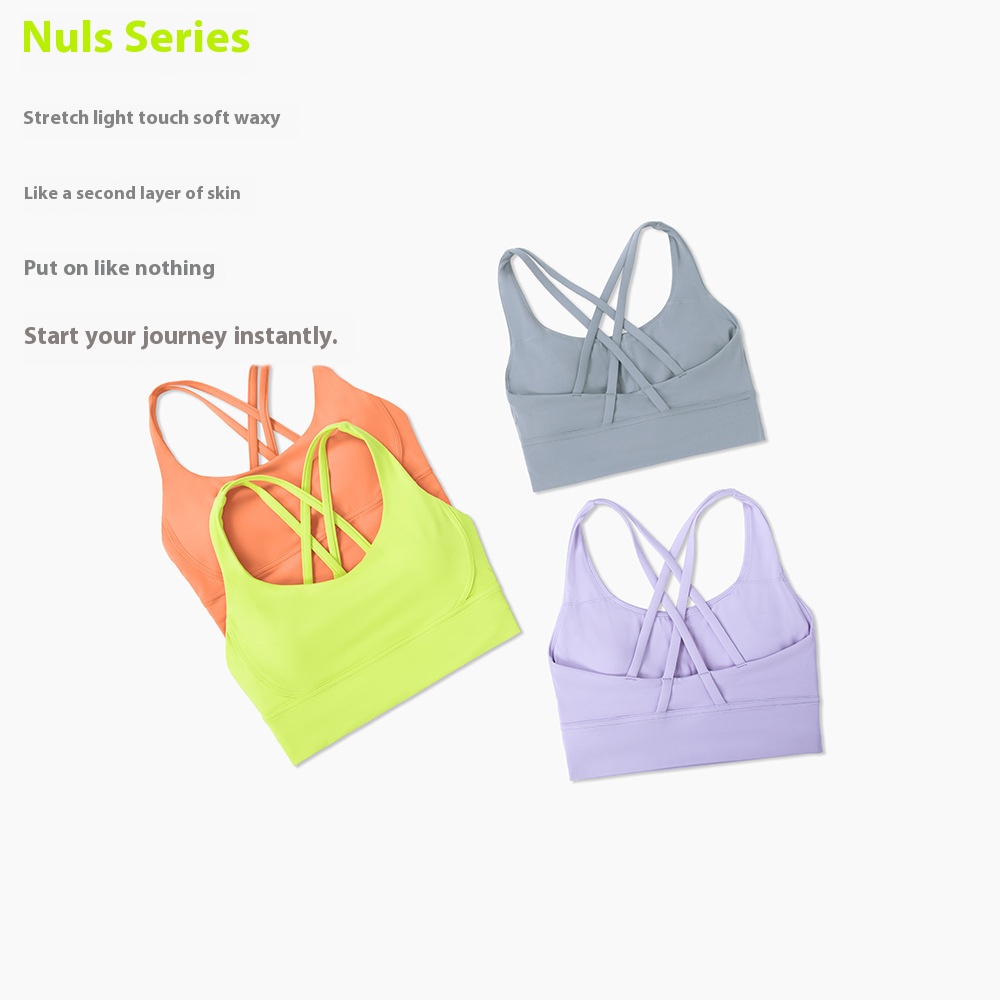 Nuls Series
Stretch light touch soft waxy
Like a second layer of skin
Put on like nothing
Start your journey instantly.